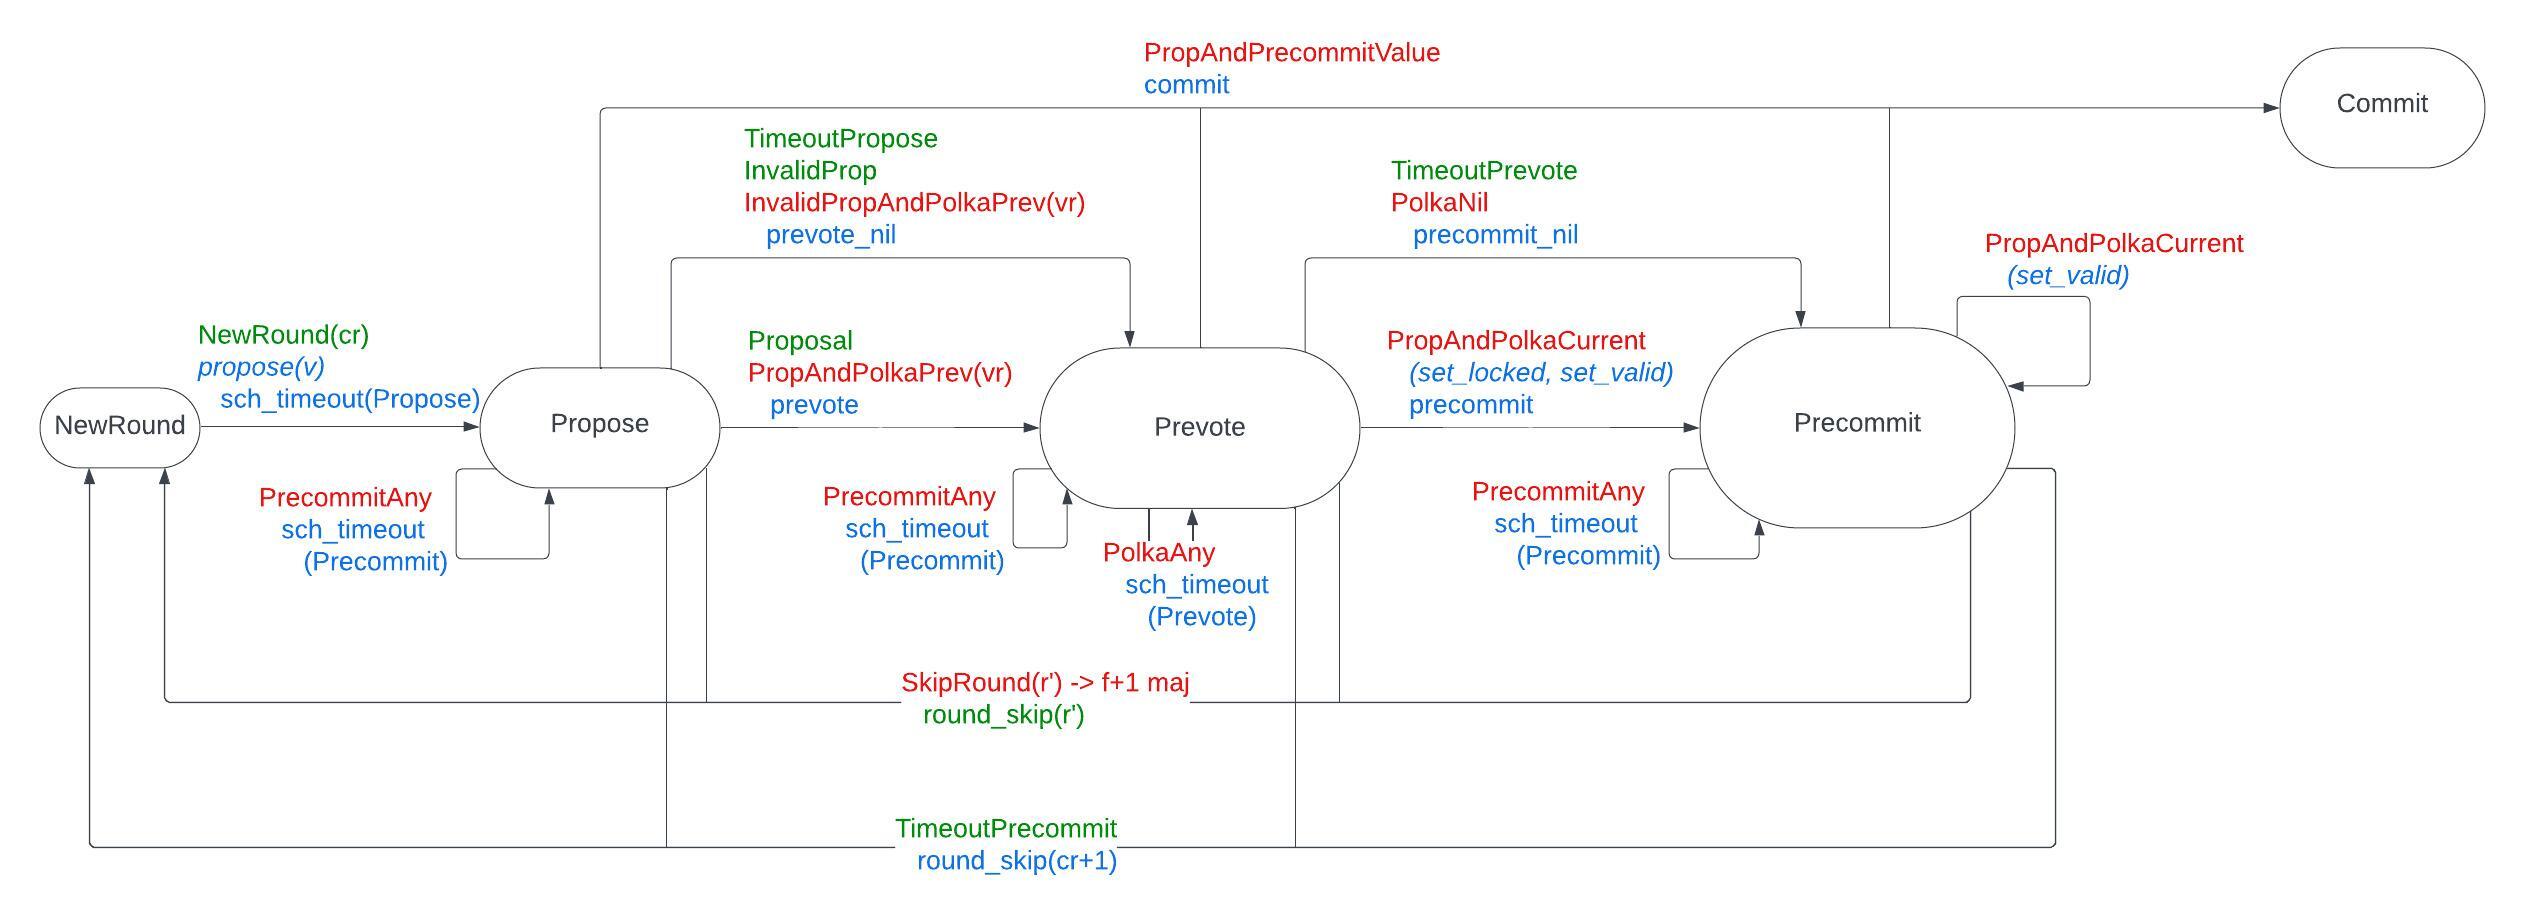 PropAndPrecommitValue
commit
Commit
TimeoutPropose
InvalidProp
InvalidPropAndPolkaPrev(vr)
prevote_nil
TimeoutPrevote
PolkaNil
precommit_nil
PropAndPolkaCurrent
(set_valid)
NewRound(cr)
propose(v)
sch_timeout(Propose)
Proposal
PropAndPolkaPrev(vr)
prevote
PropAndPolkaCurrent
(set_locked, set_valid)
precommit
NewRound
Propose
Prevote
Precommit
PrecommitAny
sch_timeout
(Precommit)
PrecommitAny
sch_timeout
(Precommit)
PolkaAny
sch_timeout
(Prevote)
PrecommitAny
sch_timeout
(Precommit)
SkipRound(r') -> f+1 maj
round_skip(r')
TimeoutPrecommit
round_skip(cr+1)